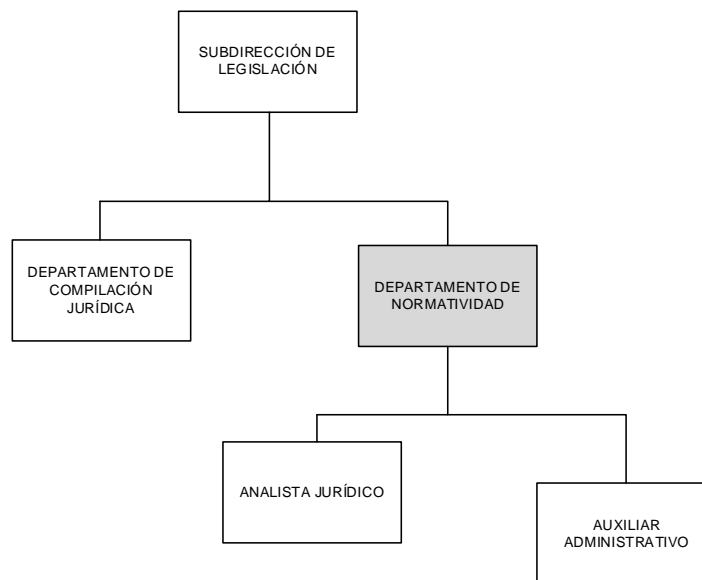 SUBDIRECCIÓN DE
LEGISLACIÓN
DEPARTAMENTO DE
COMPILACIÓN
JURÍDICA
DEPARTAMENTO DE
NORMATIVIDAD
ANALISTA JURÍDICO
AUXILIAR
ADMINISTRATIVO